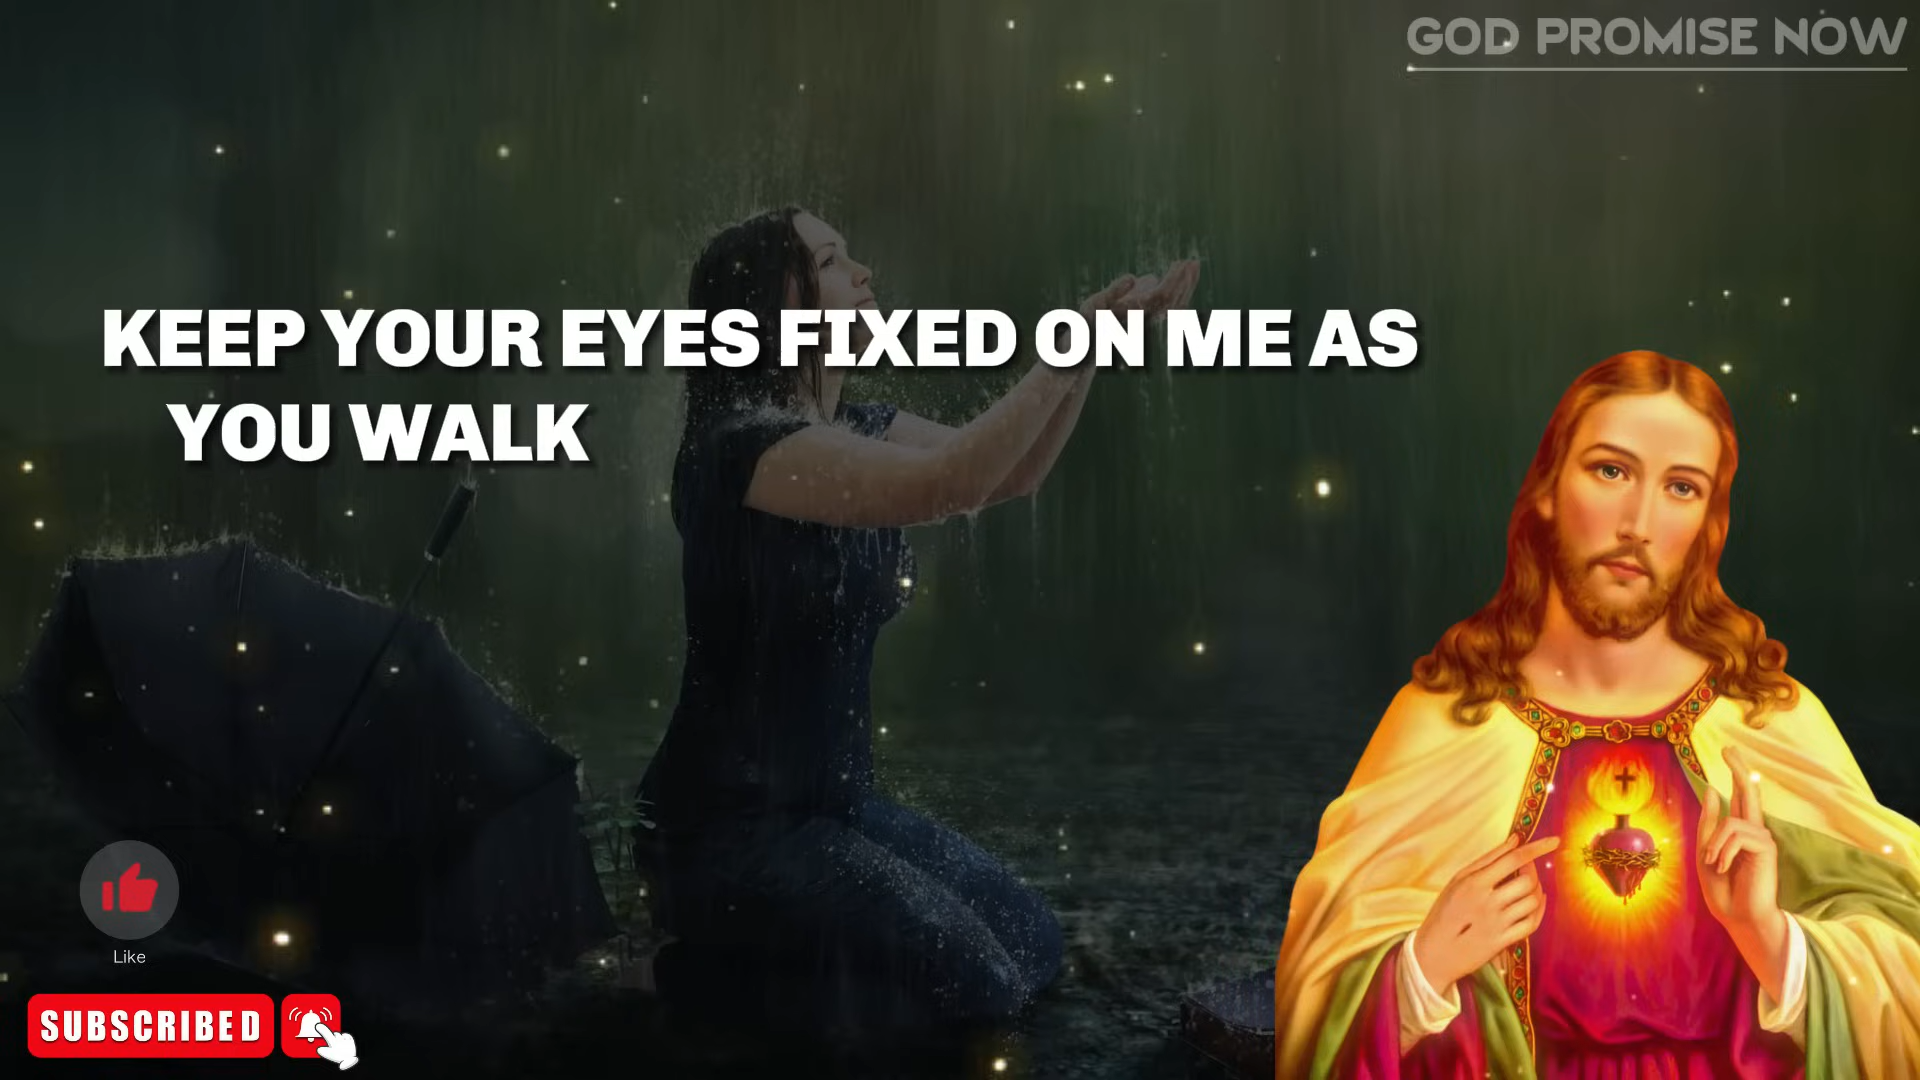 GOD PROMISE NOW
KEEP YOUR EYES FIXED ON ME AS
YOU WALK
Like
SUBSCRIBED